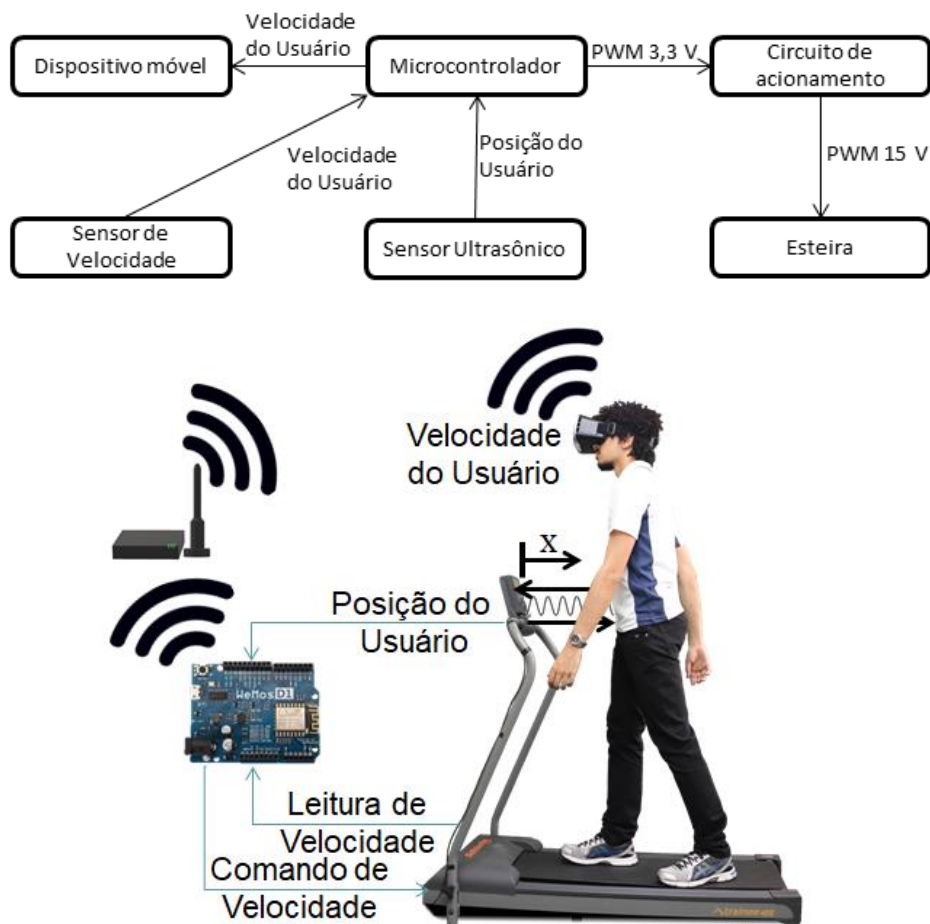 Velocidade
do Usuário
Dispositivo móvel
Microcontrolador
PWM 3,3 V
Circuito de
acionamento
Velocidade
do Usuário
Posição do
Usuário
PWM 15 V
Sensor de
Velocidade
Sensor Ultrasônico
Esteira
Velocidade
do Usuário
X
Posição do
Usuário
WeMos D1
Leitura de
Velocidade
Comando de
Velocidade